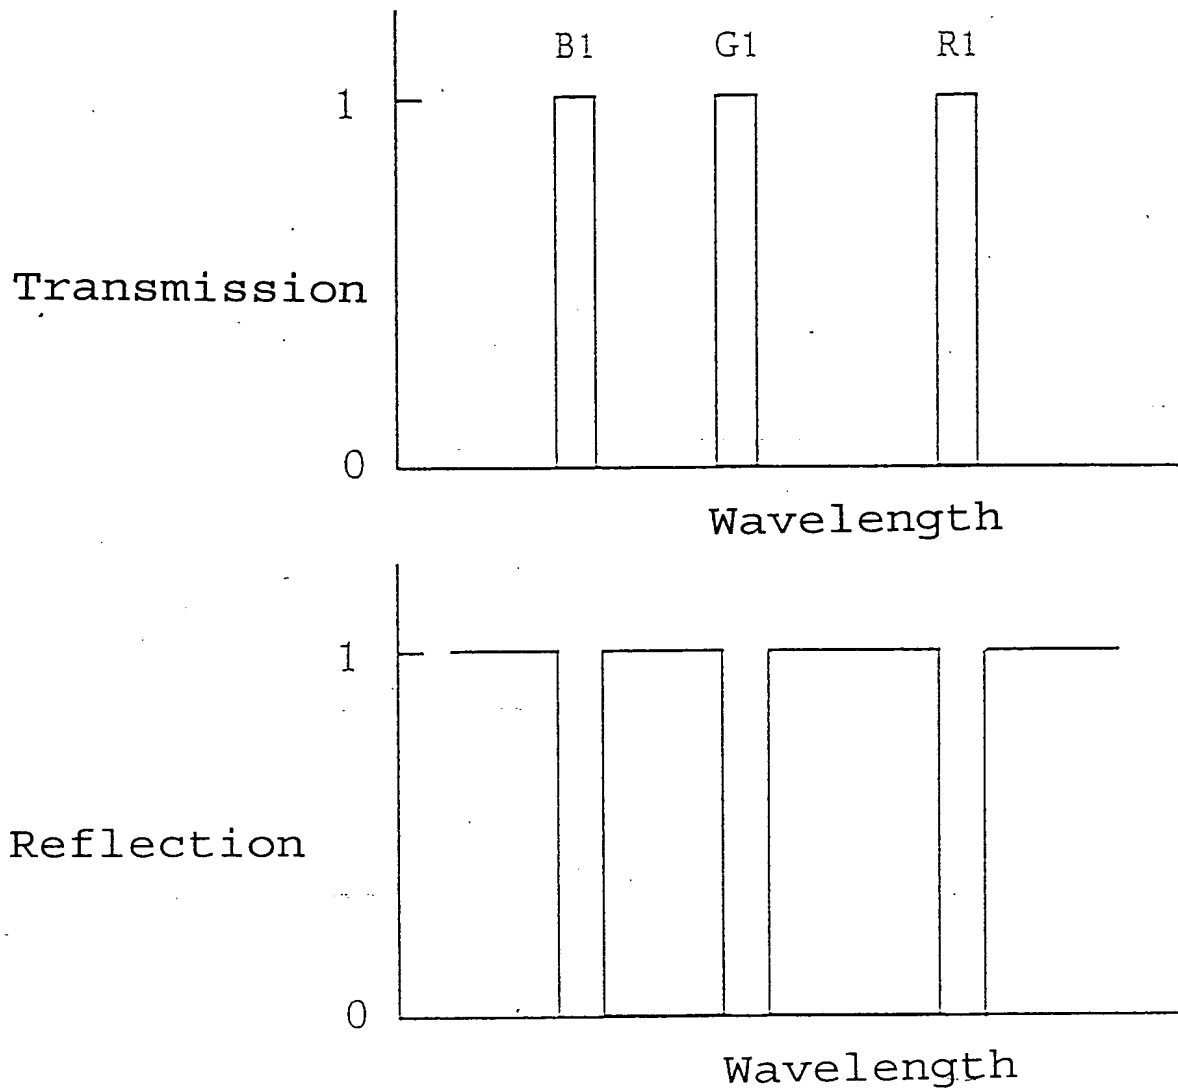 B1 G1 R1
1
Transmission
0
Wavelength
1
Reflection
0
Wavelength